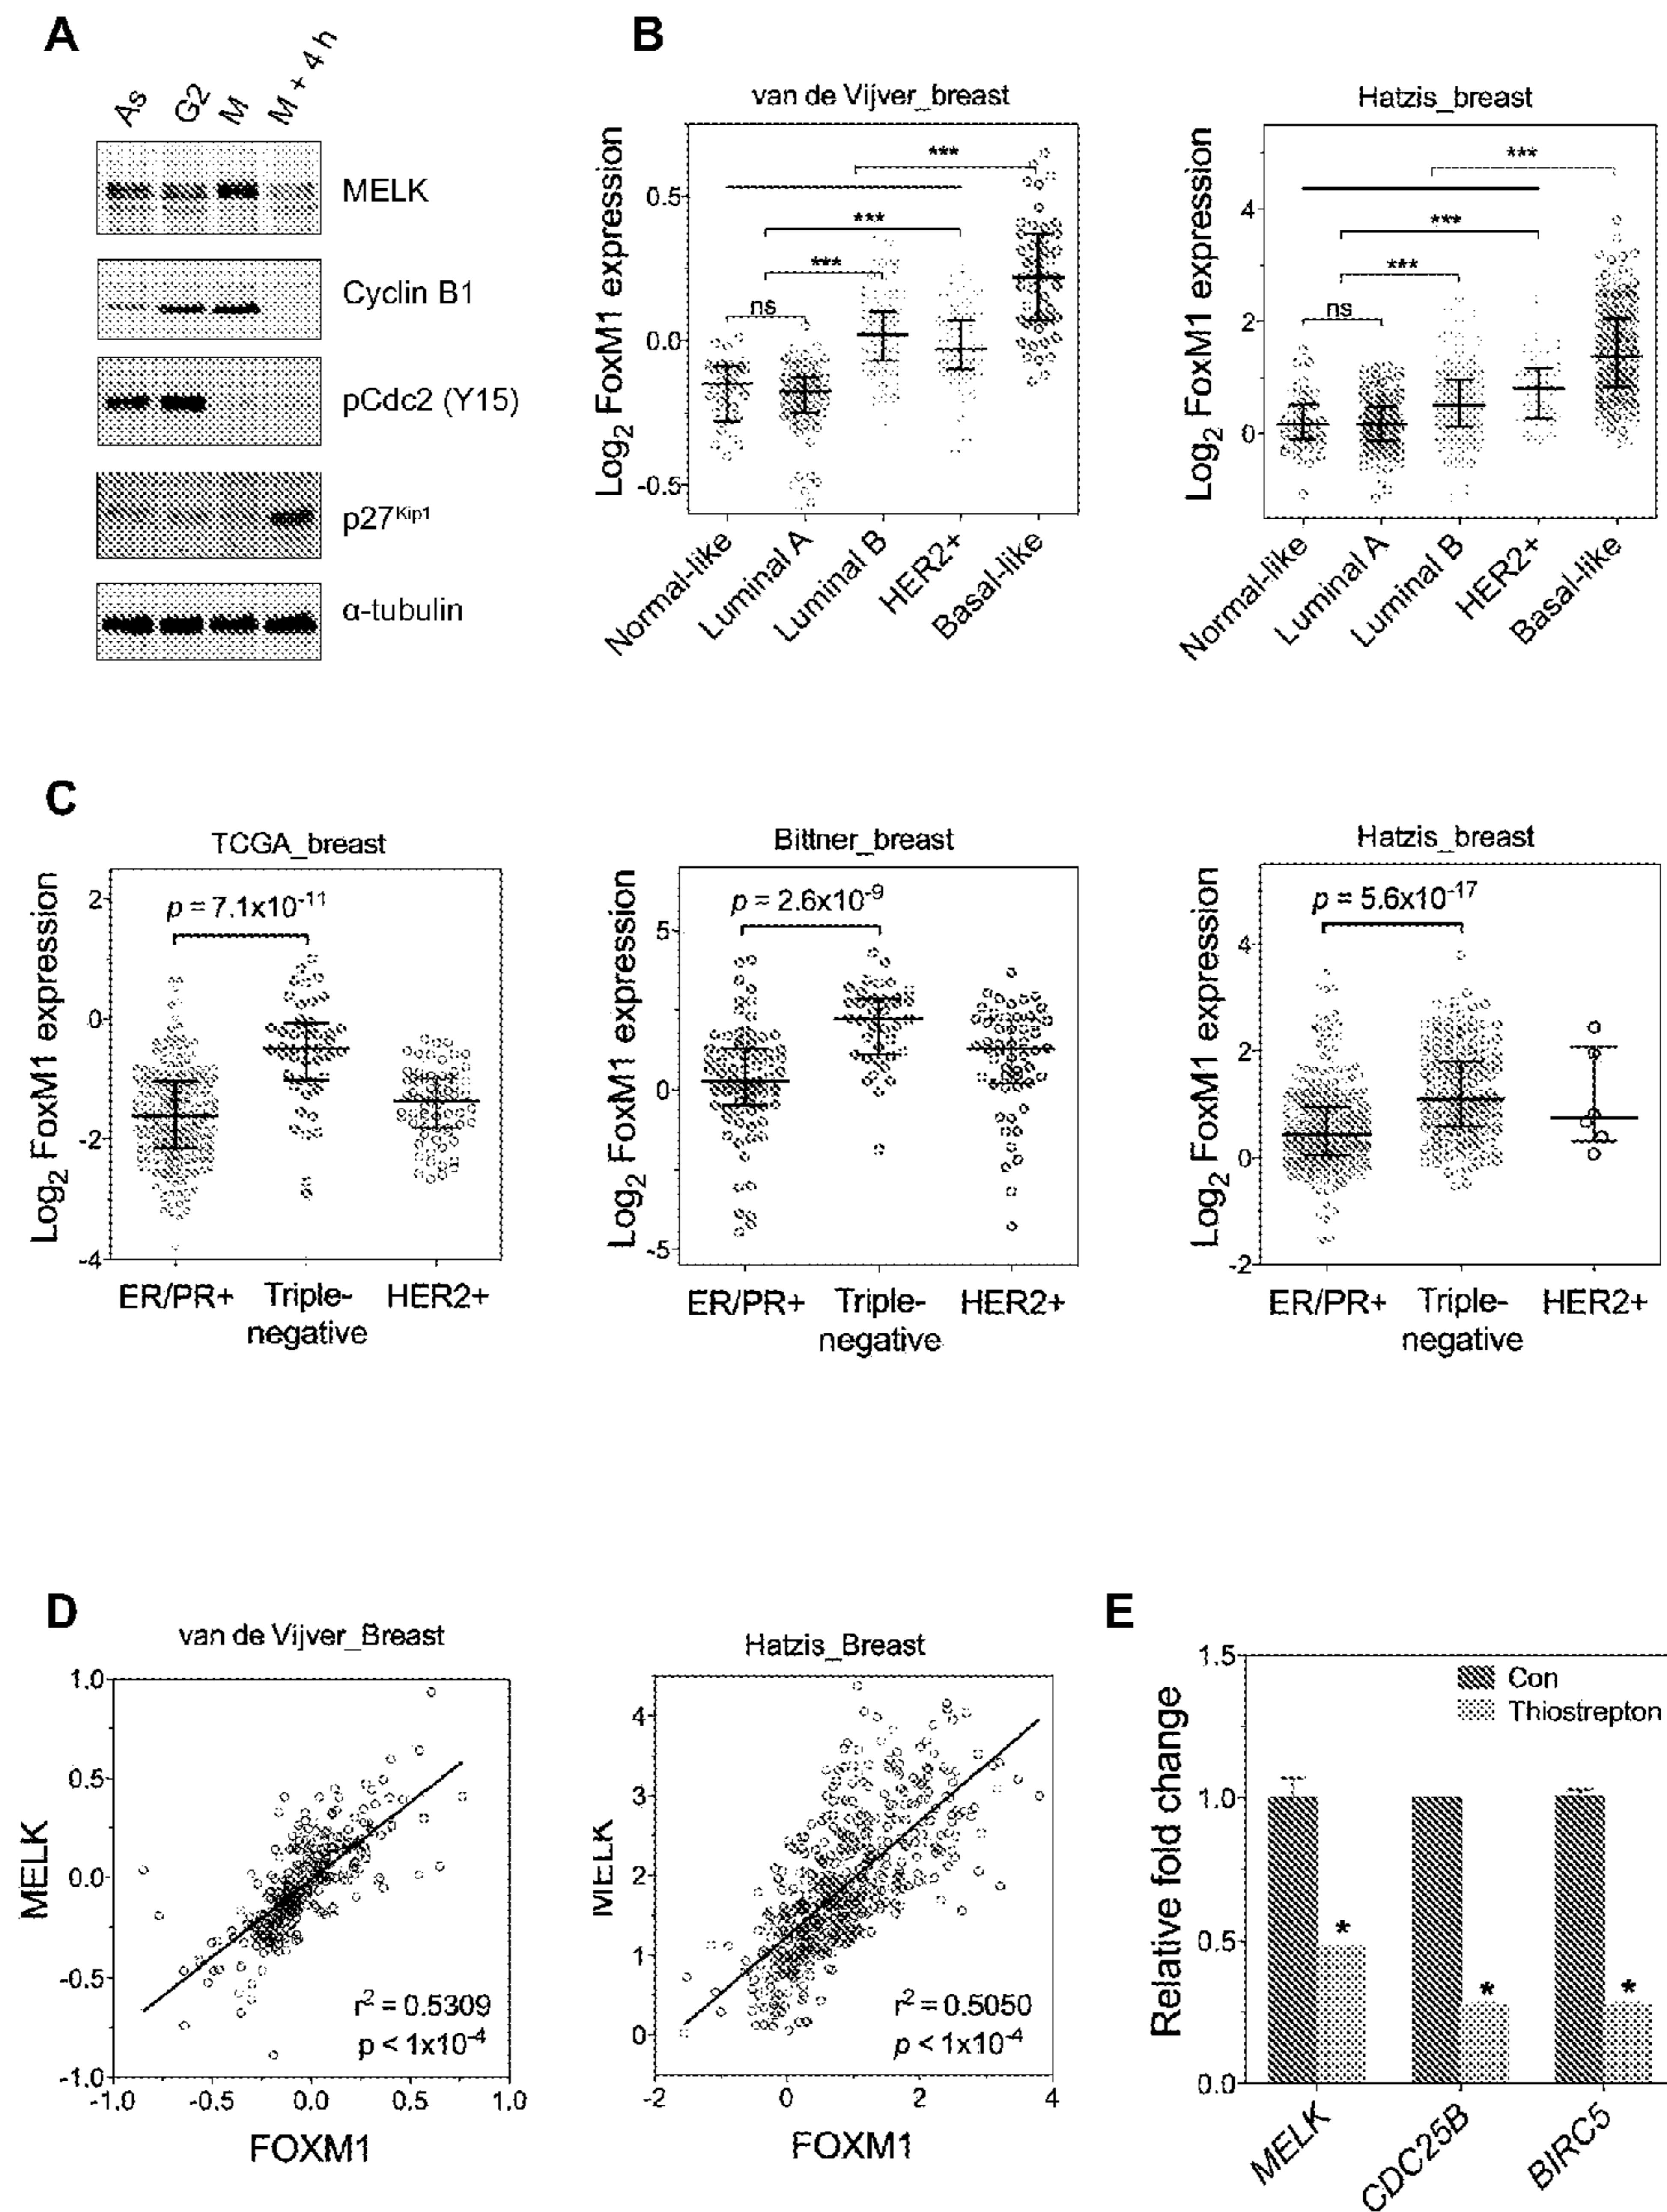 A
As G2 M M + 4 h
MELK
Cyclin B1
pCdc2 (Y15)
p27Kip1
α-tubulin
B
van de Vijver_breast
Log2 FoxM1 expression
0.5
0.0
-0.5
***
***
***
ns
Normal-like
Luminal A
Luminal B
HER2+
Basal-like
Hatzis_breast
Log2 FoxM1 expression
4
2
0
***
***
***
ns
Normal-like
Luminal A
Luminal B
HER2+
Basal-like
C
TCGA_breast
Log2 FoxM1 expression
2
0
-2
-4
p = 7.1x10-11
ER/PR+ Triple-negative HER2+
Bittner_breast
Log2 FoxM1 expression
5
0
-5
p = 2.6x10-9
ER/PR+ Triple-negative HER2+
Hatzis_breast
Log2 FoxM1 expression
4
2
0
-2
p = 5.6x10-17
ER/PR+ Triple-negative HER2+
D
van de Vijver_Breast
MELK
1.0
0.5
0.0
-0.5
-1.0
r2 = 0.5309
p < 1x10-4
-1.0 -0.5 0.0 0.5 1.0
FOXM1
Hatzis_Breast
MELK
4
3
2
1
0
r2 = 0.5050
p < 1x10-4
-2 0 2 4
FOXM1
E
Relative fold change
1.5
1.0
0.5
0.0
Con
Thiostrepton
*
*
*
MELK
CDC25B
BIRC5